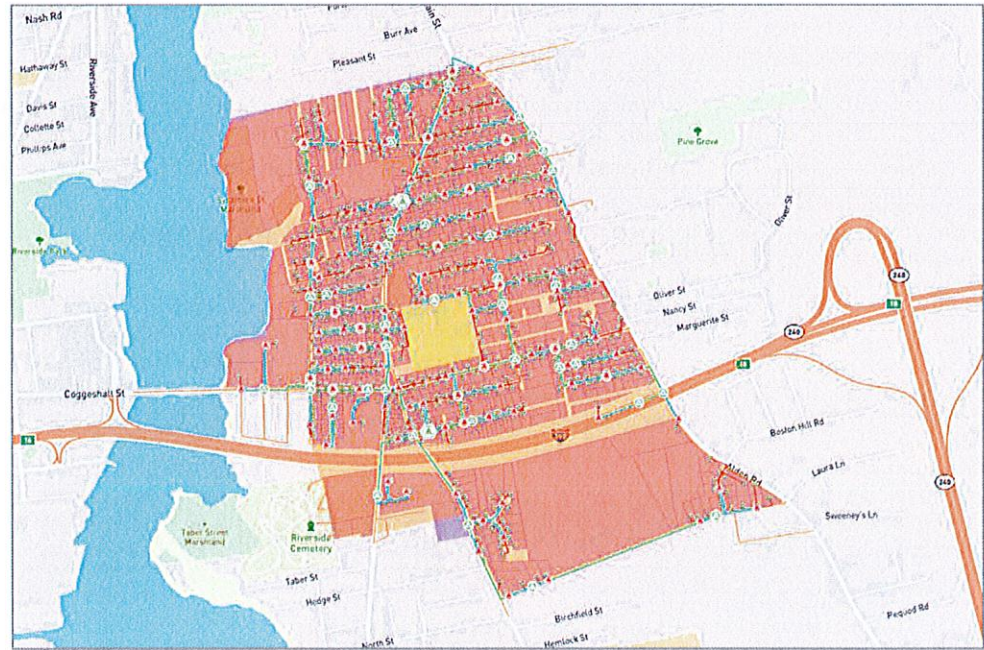 Nash Rd
Burr Ave
Pleasant St
Hathaway St
Riverside Ave
Davis St
Collette St
Phillips Ave
Pine Grove
Oliver St
Marshland
Oliver St
Nancy St
Marguerite St
240
18
240
18
Coggeshall St
18
Boston Hill Rd
Laura Ln
Alden Rd
240
Sweeney's Ln
Taber Street
Marshland
Riverside
Cemetery
Taber St
Hedge St
Birchfield St
Pequod Rd
North St
Hemlock St